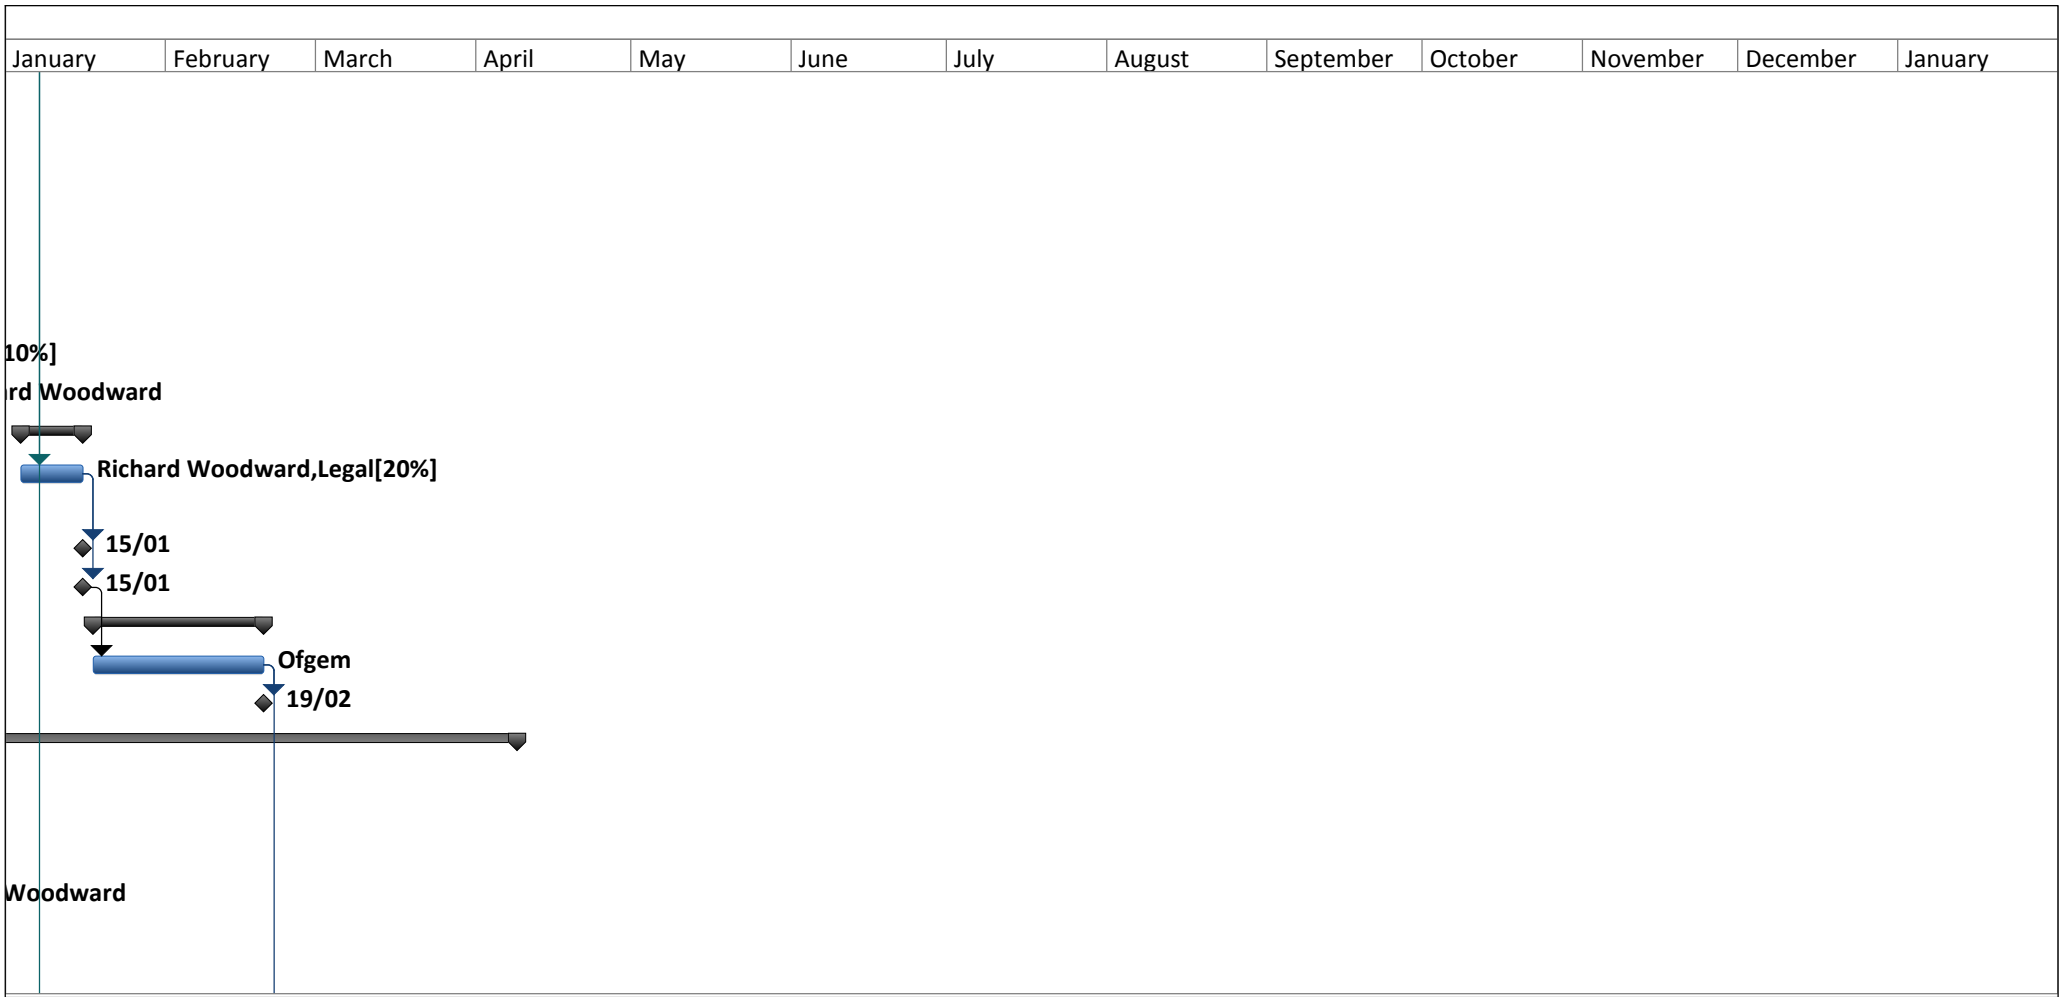 January February March April May June July August September October November December January
10%]
rd Woodward
Richard Woodward,Legal[20%]
15/01
15/01
Ofgem
19/02
Woodward